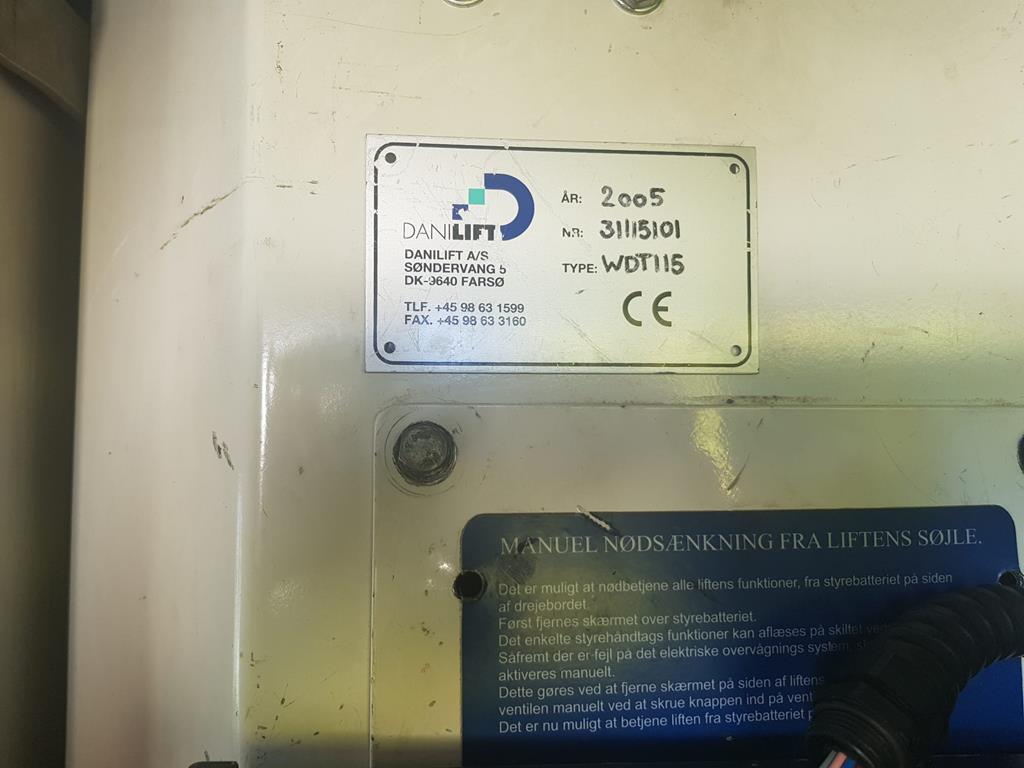 DANILIFT
DANILIFT A/S
SØNDERVANG 5
DK-9640 FARSØ
TLF. +45 98 63 1599
FAX. +45 98 63 3160
ÅR: 2005
NR: 31115101
TYPE: WDT115
CE
MANUEL NØDSÆNKNING FRA LIFTENS SØJLE.
Det er muligt at nødbetjene alle liftens funktioner, fra styrebatteriet på siden
af drejebordet.
Først fjernes skærmet over styrebatteriet.
Det enkelte styrehåndtags funktioner kan aflæses på skiltet
Såfremt der er fejl på det elektriske overvågnings system,
aktiveres manuelt.
Dette gøres ved at fjerne skærmet på siden af liftens
ventilen manuelt ved at skrue knappen ind på
Det er nu muligt at betjene liften fra styrebatteriet